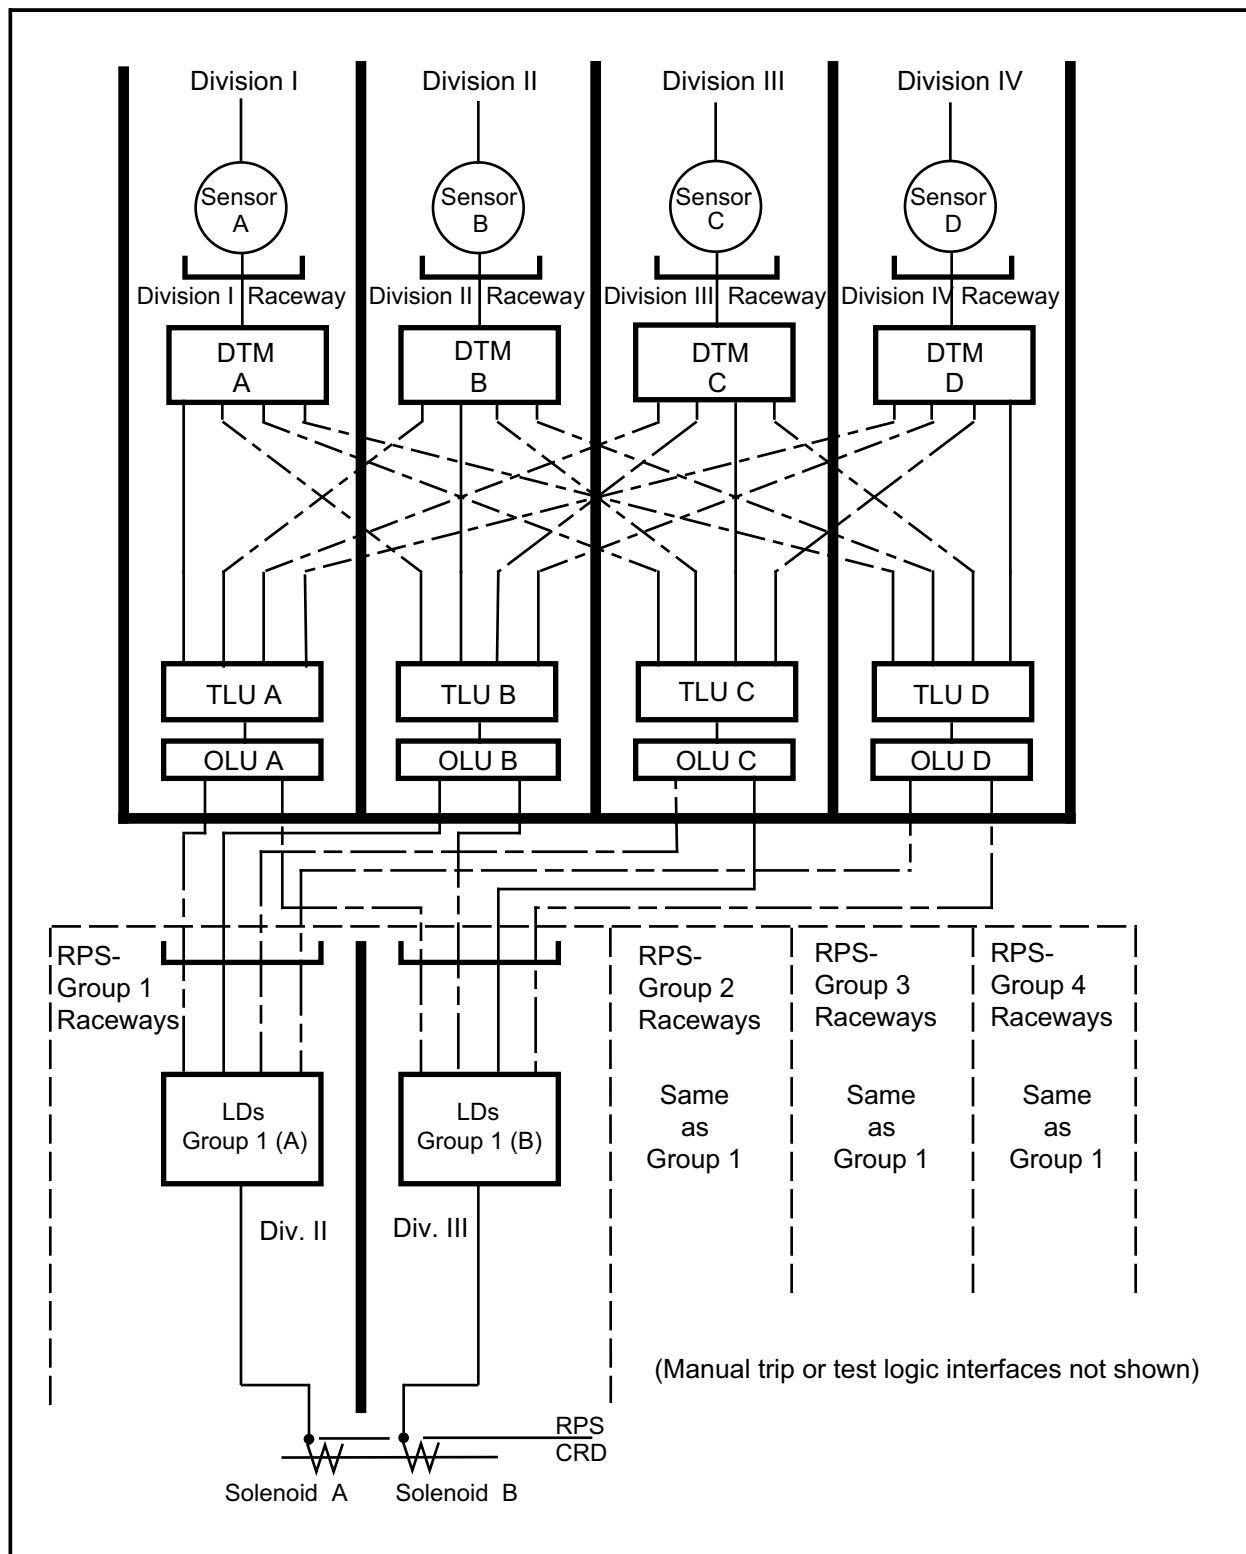 Division I
Division II
Division III
Division IV
Sensor
A
Sensor
B
Sensor
C
Sensor
D
Division I Raceway
Division II Raceway
Division III Raceway
Division IV Raceway
DTM
A
DTM
B
DTM
C
DTM
D
TLU A
TLU B
TLU C
TLU D
OLU A
OLU B
OLU C
OLU D
RPS-
Group 1
Raceways
RPS-
Group 2
Raceways
RPS-
Group 3
Raceways
RPS-
Group 4
Raceways
LDs
Group 1 (A)
LDs
Group 1 (B)
Same
as
Group 1
Same
as
Group 1
Same
as
Group 1
Div. II
Div. III
(Manual trip or test logic interfaces not shown)
RPS
CRD
Solenoid A
Solenoid B